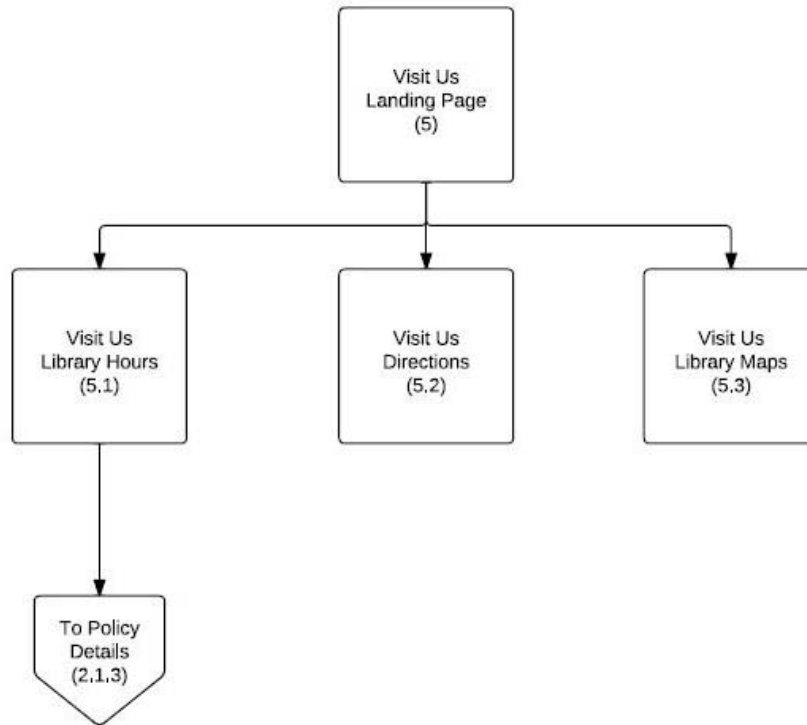 Visit Us
Landing Page
(5)
Visit Us
Library Hours
(5.1)
Visit Us
Directions
(5.2)
Visit Us
Library Maps
(5.3)
To Policy
Details
(2.1.3)